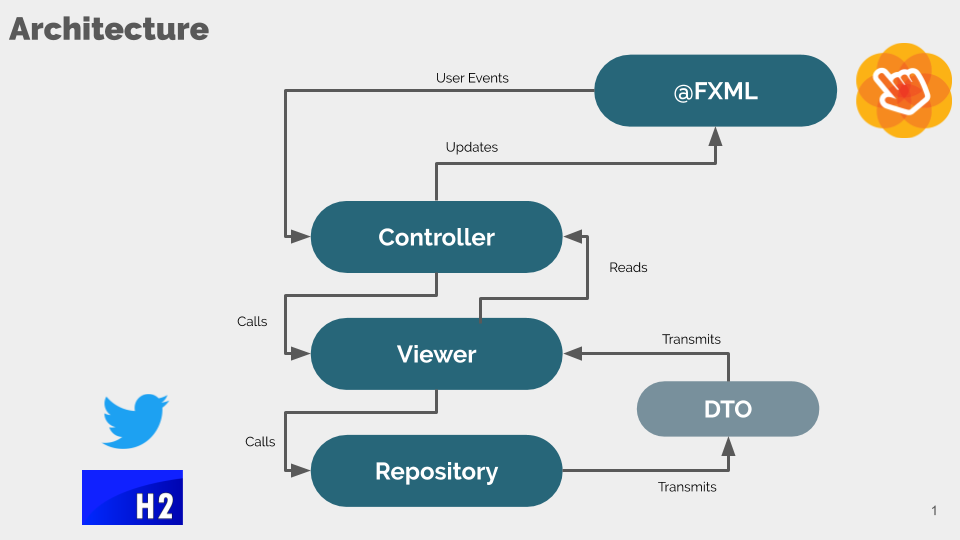 Architecture
User Events
@FXML
Updates
Controller
Reads
Calls
Viewer
Transmits
DTO
Calls
Repository
Transmits
H2
1